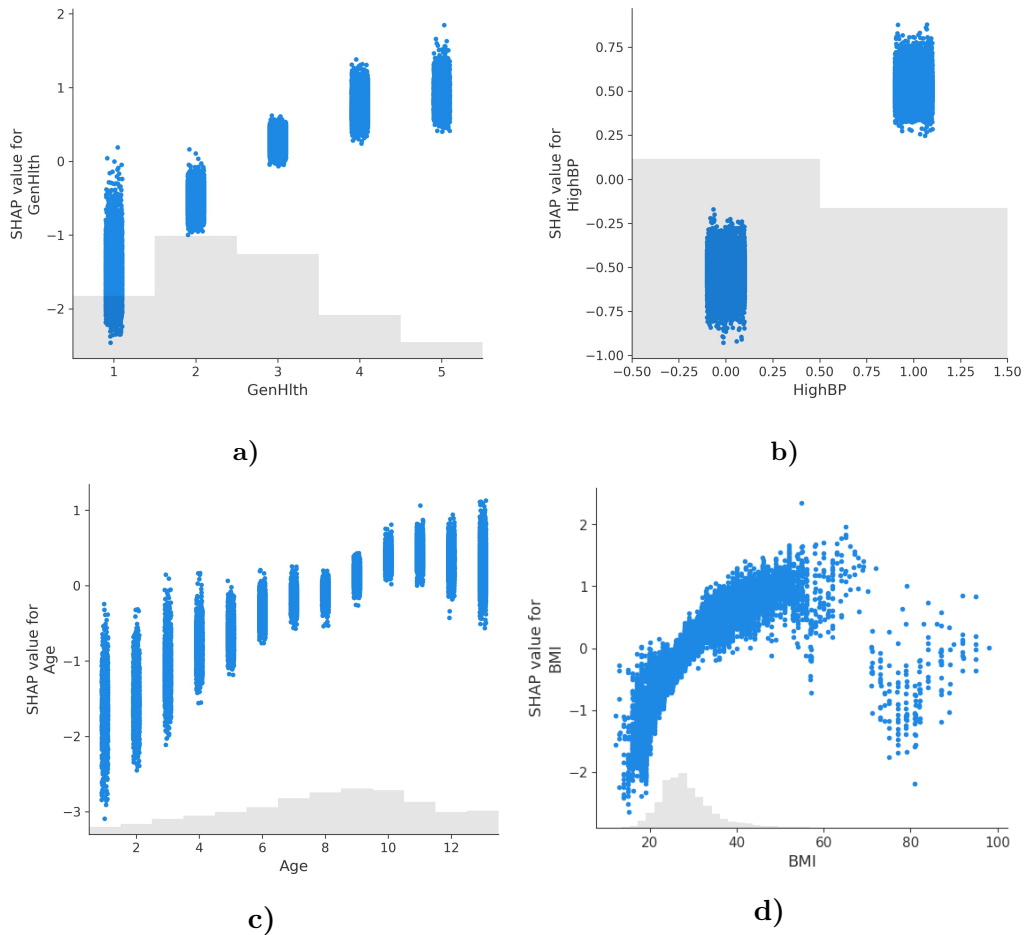 2
1
0
−1
−2
SHAP value for
GenHlth
1 2 3 4 5
GenHlth
a)
0.75
0.50
0.25
0.00
−0.25
−0.50
−0.75
−1.00
SHAP value for
HighBP
−0.50 −0.25 0.00 0.25 0.50 0.75 1.00 1.25 1.50
HighBP
b)
1
0
−1
−2
−3
SHAP value for
Age
2 4 6 8 10 12
Age
c)
2
1
0
−1
−2
SHAP value for
BMI
20 40 60 80 100
BMI
d)